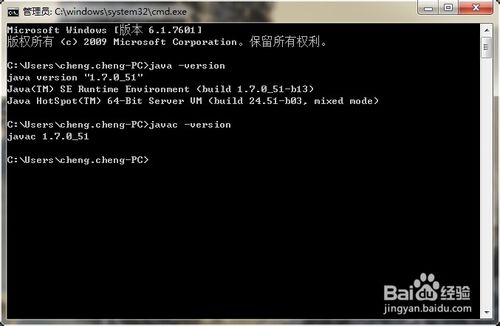 管理员: C:\windows\system32\cmd.exe
Microsoft Windows [版本 6.1.7601]
版权所有 (c) 2009 Microsoft Corporation。保留所有权利。
C:\Users\cheng.cheng-PC>java -version
java version "1.7.0_51"
Java(TM) SE Runtime Environment (build 1.7.0_51-b13)
Java HotSpot(TM) 64-Bit Server VM (build 24.51-b03, mixed mode)
C:\Users\cheng.cheng-PC>javac -version
javac 1.7.0_51
C:\Users\cheng.cheng-PC>
Bai百度经验
jingyan.baidu.com